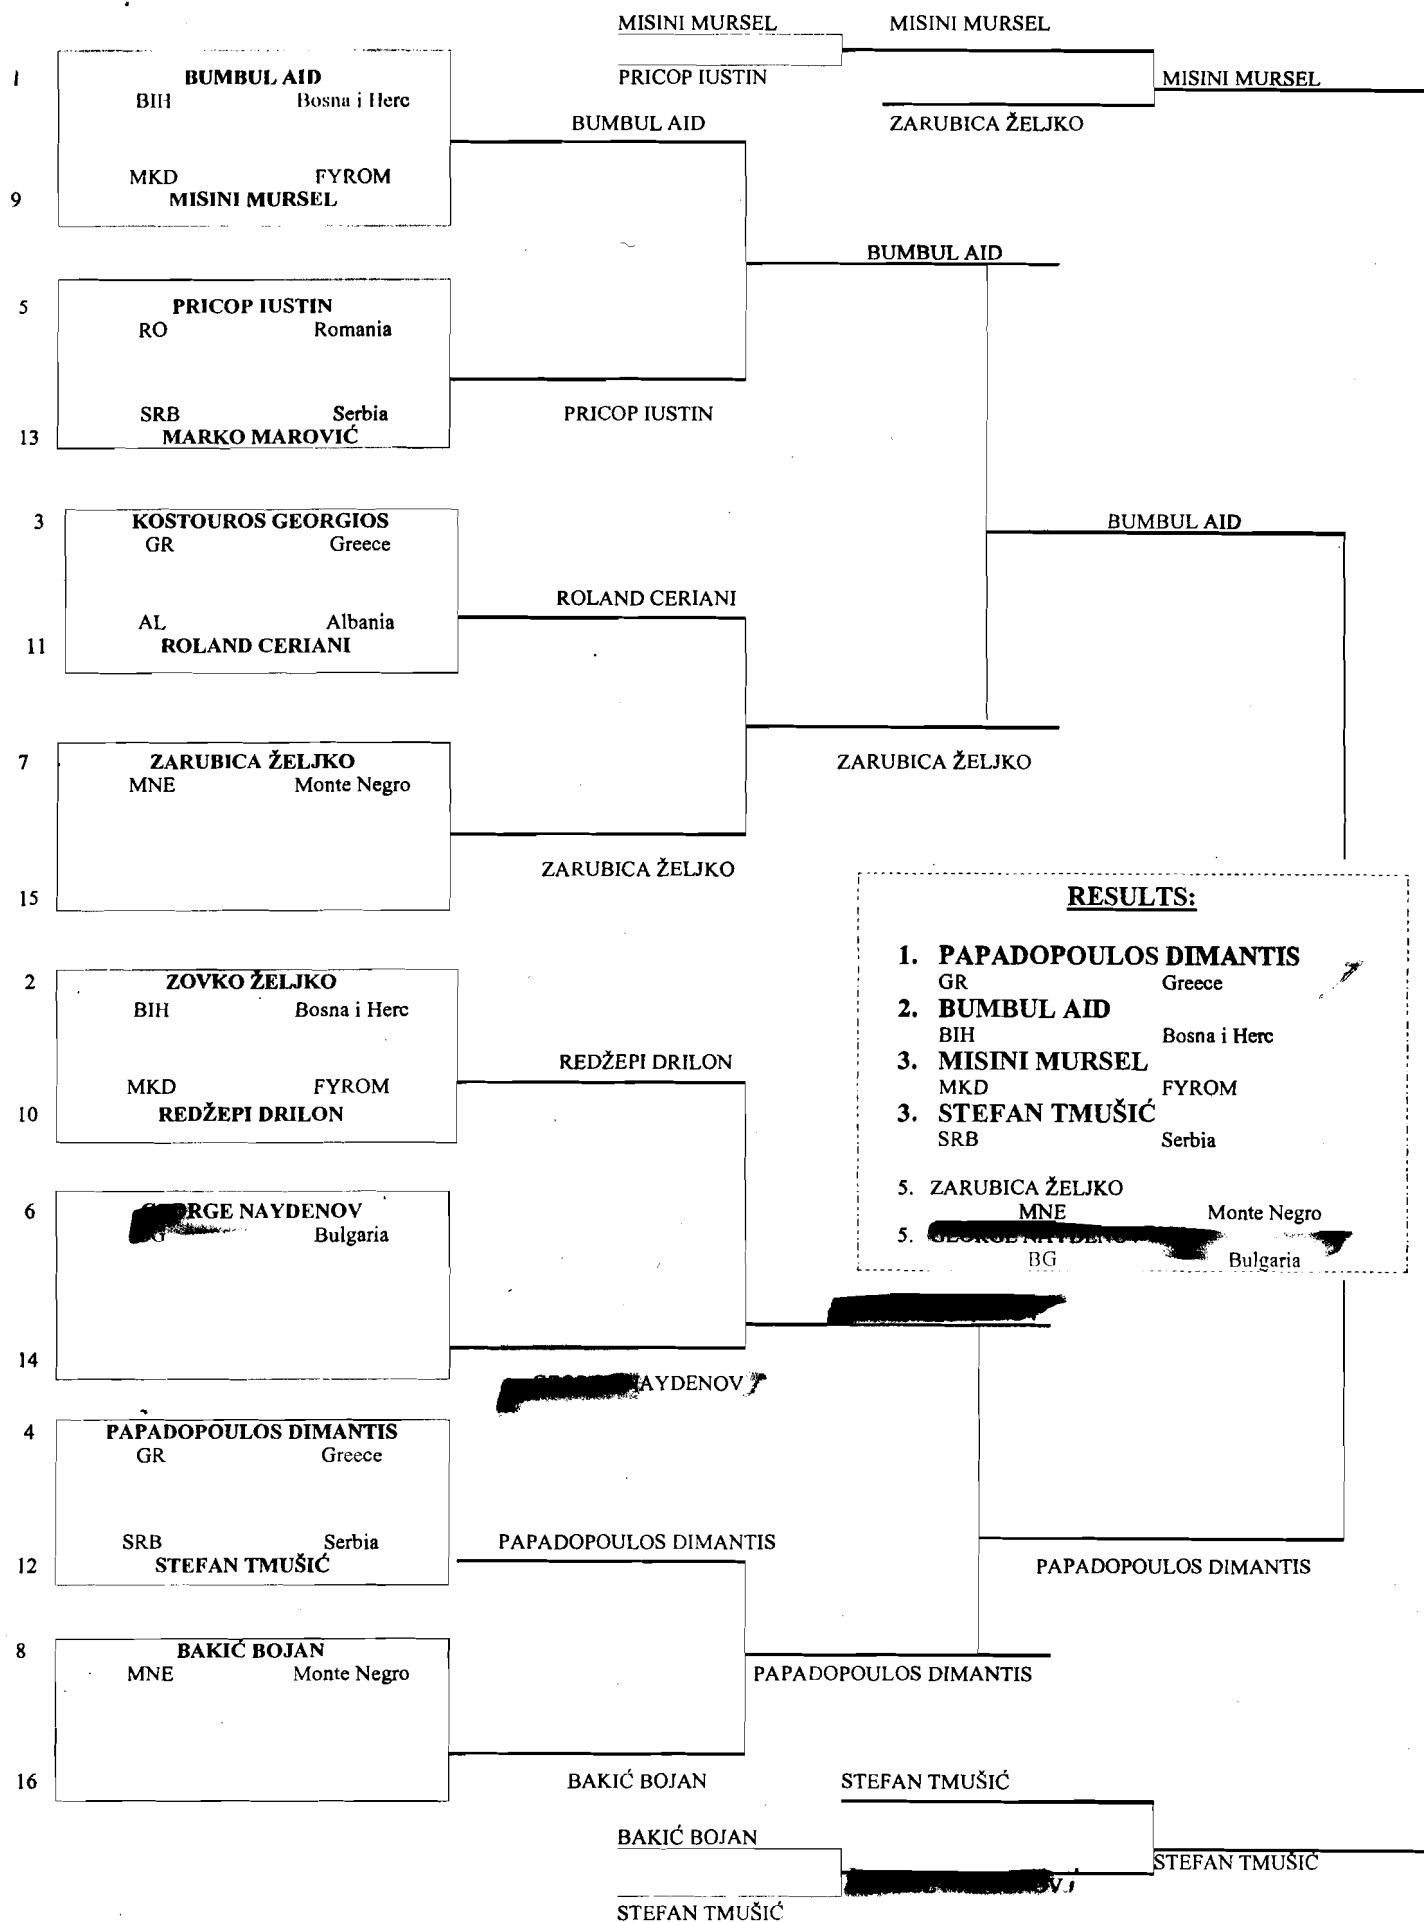 MISINI MURSEL
MISINI MURSEL
PRICOP IUSTIN
MISINI MURSEL
ZARUBICA ŽELJKO
1
BUMBUL AID
BIH Bosna i Herc
MKD FYROM
9
MISINI MURSEL
BUMBUL AID
BUMBUL AID
5
PRICOP IUSTIN
RO Romania
SRB Serbia
13
MARKO MAROVIĆ
PRICOP IUSTIN
3
KOSTOUROS GEORGIOS
GR Greece
BUMBUL AID
AL Albania
11
ROLAND CERIANI
ROLAND CERIANI
7
ZARUBICA ŽELJKO
MNE Monte Negro
ZARUBICA ŽELJKO
15
ZARUBICA ŽELJKO
RESULTS:
1. PAPADOPOULOS DIMANTIS
GR Greece
2. BUMBUL AID
BIH Bosna i Herc
3. MISINI MURSEL
MKD FYROM
3. STEFAN TMUŠIĆ
SRB Serbia
5. ZARUBICA ŽELJKO
MNE Monte Negro
5.
BG Bulgaria
2
ZOVKO ŽELJKO
BIH Bosna i Herc
MKD FYROM
10
REDŽEPI DRILON
REDŽEPI DRILON
6
NAYDENOV
Bulgaria
14
4
PAPADOPOULOS DIMANTIS
GR Greece
SRB Serbia
12
STEFAN TMUŠIĆ
PAPADOPOULOS DIMANTIS
PAPADOPOULOS DIMANTIS
8
BAKIĆ BOJAN
MNE Monte Negro
PAPADOPOULOS DIMANTIS
16
BAKIĆ BOJAN
STEFAN TMUŠIĆ
BAKIĆ BOJAN
STEFAN TMUŠIĆ
STEFAN TMUŠIĆ